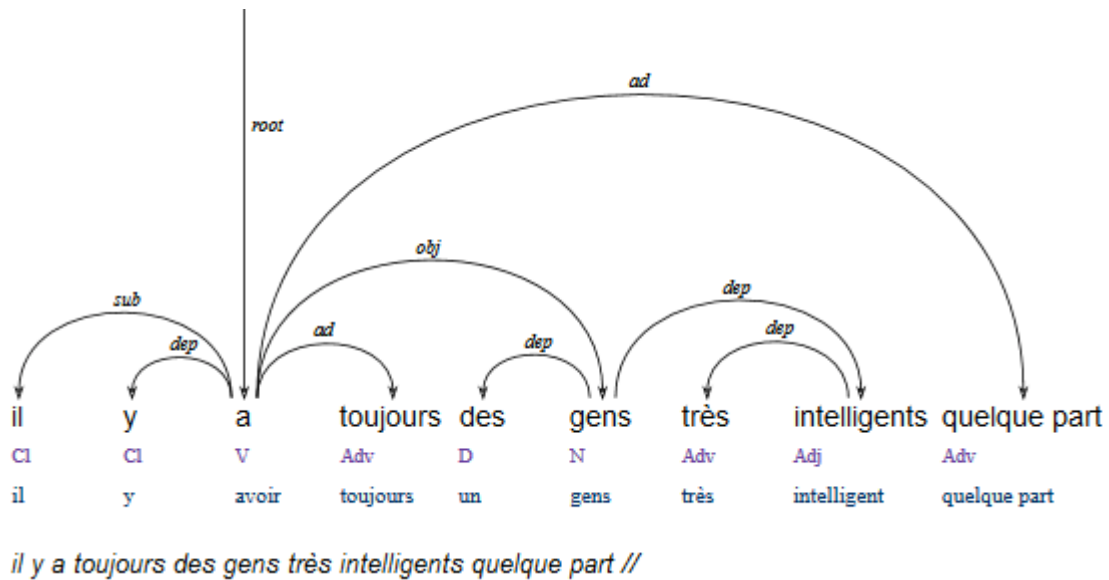 ad
root
obj
sub
dep
dep
ad
dep
dep
il y a toujours des gens très intelligents quelque part
Cl Cl V Adv D N Adv Adj Adv
il y avoir toujours un gens très intelligent quelque part
il y a toujours des gens très intelligents quelque part //